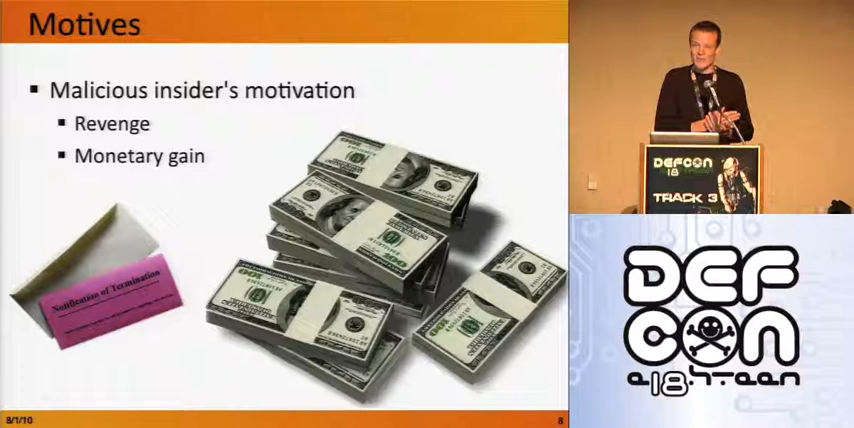 Motives
Malicious insider's motivation
Revenge
Monetary gain
Notification of Termination
8/1/10
8
DEFCON
18
TRACK 3
DEF
CON
e18hteen